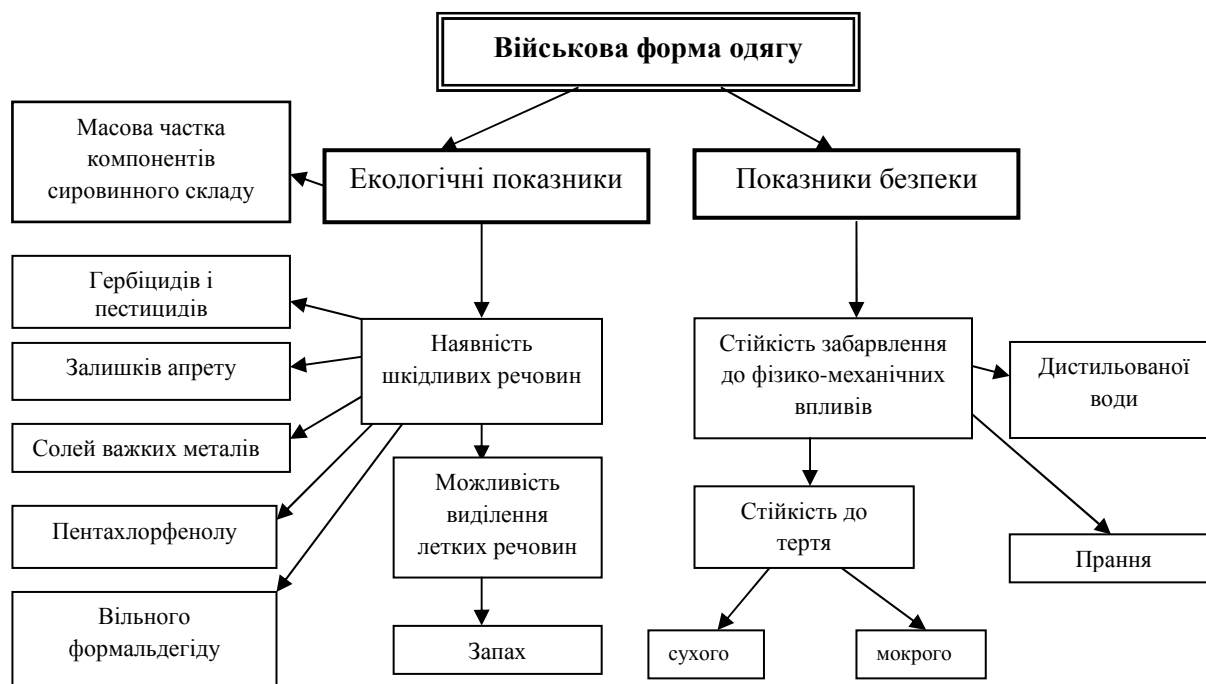 Військова форма одягу
Масова частка
компонентів
сировинного складу
Екологічні показники
Показники безпеки
Гербіцидів і
пестицидів
Залишків апрету
Солей важких металів
Пентахлорфенолу
Вільного
формальдегіду
Наявність
шкідливих речовин
Можливість
виділення
летких речовин
Запах
Стійкість забарвлення
до фізико-механічних
впливів
Дистильованої
води
Стійкість до
тертя
Прання
сухого
мокрого